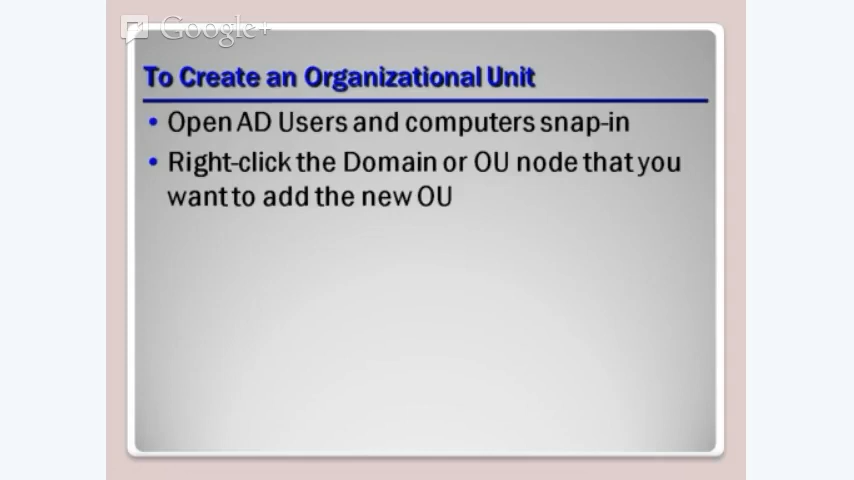 Google+
To Create an Organizational Unit
• Open AD Users and computers snap-in
• Right-click the Domain or OU node that you
want to add the new OU